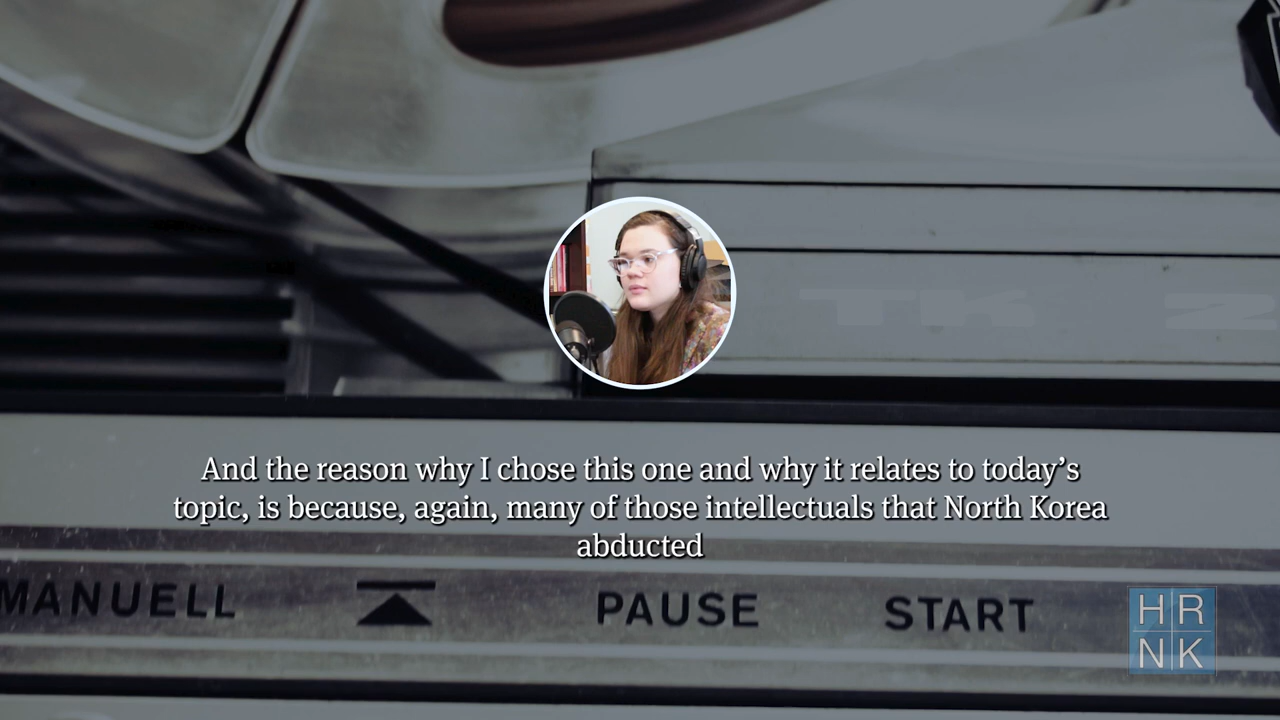 And the reason why I chose this one and why it relates to today's
topic, is because, again, many of those intellectuals that North Korea
abducted
MANUELL
PAUSE
START
HR
NK